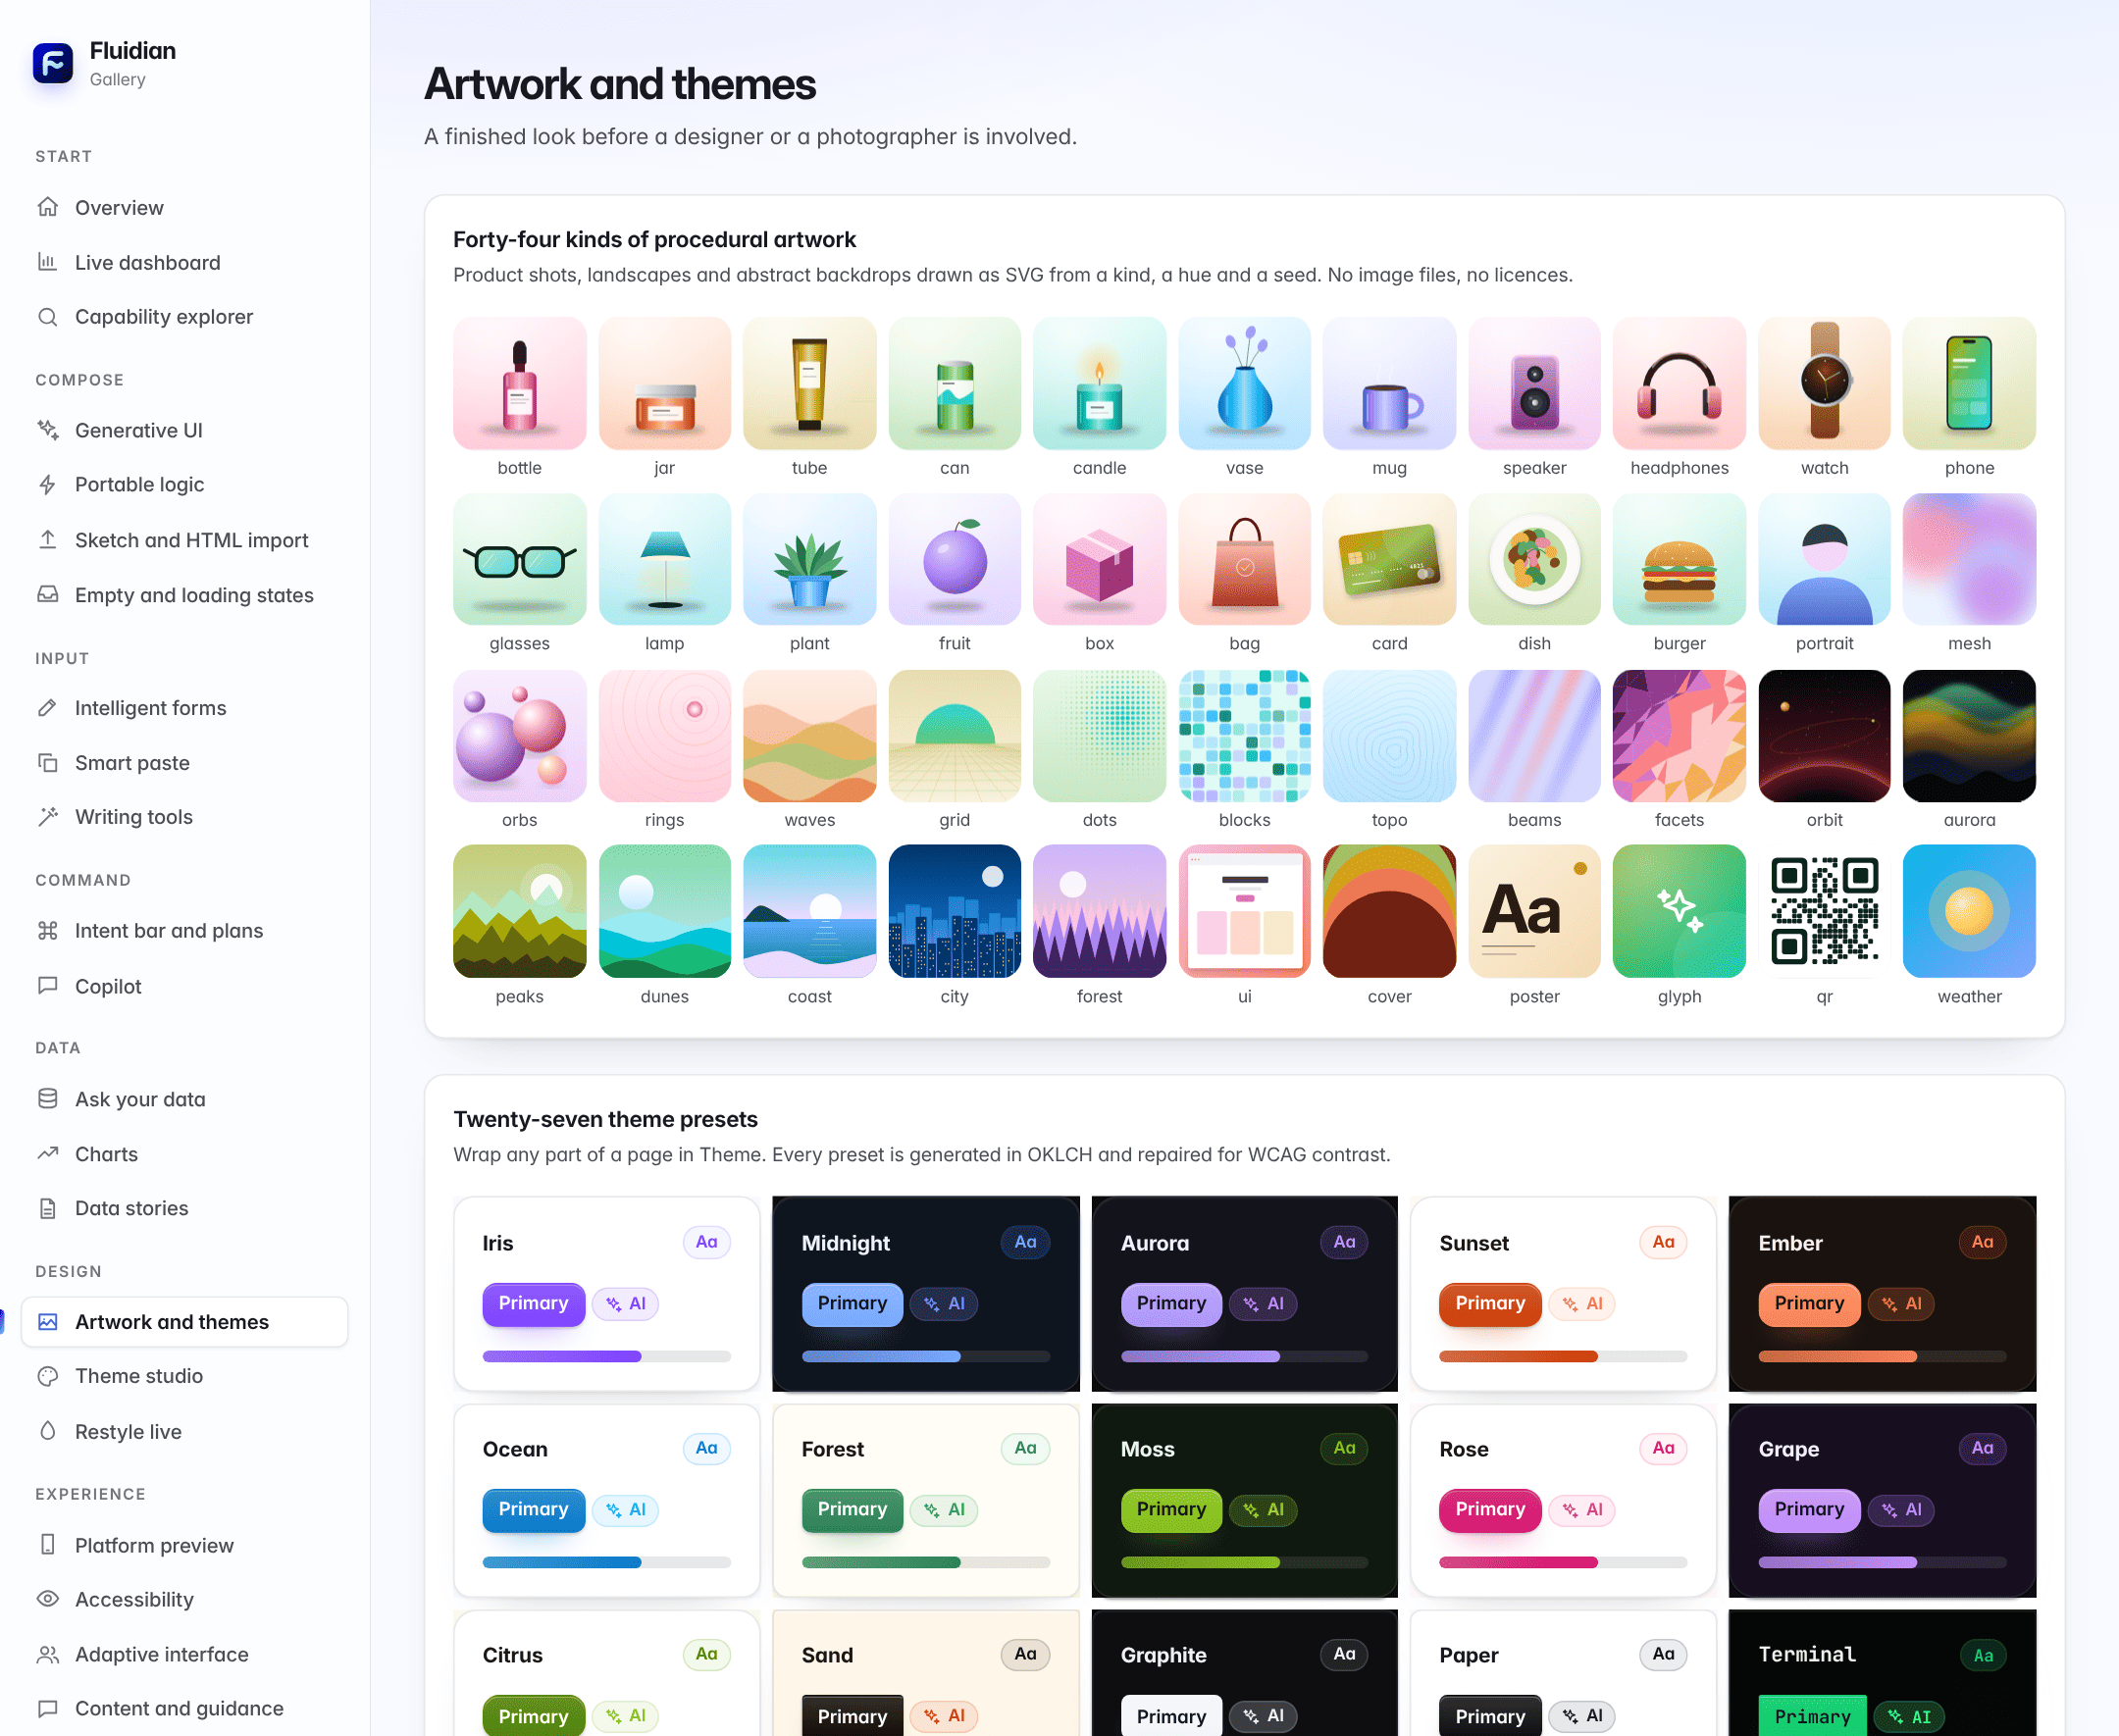 Fluidian
Gallery
START
Overview
Live dashboard
Capability explorer
COMPOSE
Generative UI
Portable logic
Sketch and HTML import
Empty and loading states
INPUT
Intelligent forms
Smart paste
Writing tools
COMMAND
Intent bar and plans
Copilot
DATA
Ask your data
Charts
Data stories
DESIGN
Artwork and themes
Theme studio
Restyle live
EXPERIENCE
Platform preview
Accessibility
Adaptive interface
Content and guidance
Artwork and themes
A finished look before a designer or a photographer is involved.
Forty-four kinds of procedural artwork
Product shots, landscapes and abstract backdrops drawn as SVG from a kind, a hue and a seed. No image files, no licences.
bottle jar tube can candle vase mug speaker headphones watch phone
4821
glasses lamp plant fruit box bag card dish burger portrait mesh
orbs rings waves grid dots blocks topo beams facets orbit aurora
Aa
peaks dunes coast city forest ui cover poster glyph qr weather
Twenty-seven theme presets
Wrap any part of a page in Theme. Every preset is generated in OKLCH and repaired for WCAG contrast.
Iris Aa Midnight Aa Aurora Aa Sunset Aa Ember Aa
Primary AI Primary AI Primary AI Primary AI Primary AI
Ocean Aa Forest Aa Moss Aa Rose Aa Grape Aa
Primary AI Primary AI Primary AI Primary AI Primary AI
Citrus Aa Sand Aa Graphite Aa Paper Aa Terminal Aa
Primary AI Primary AI Primary AI Primary AI Primary AI